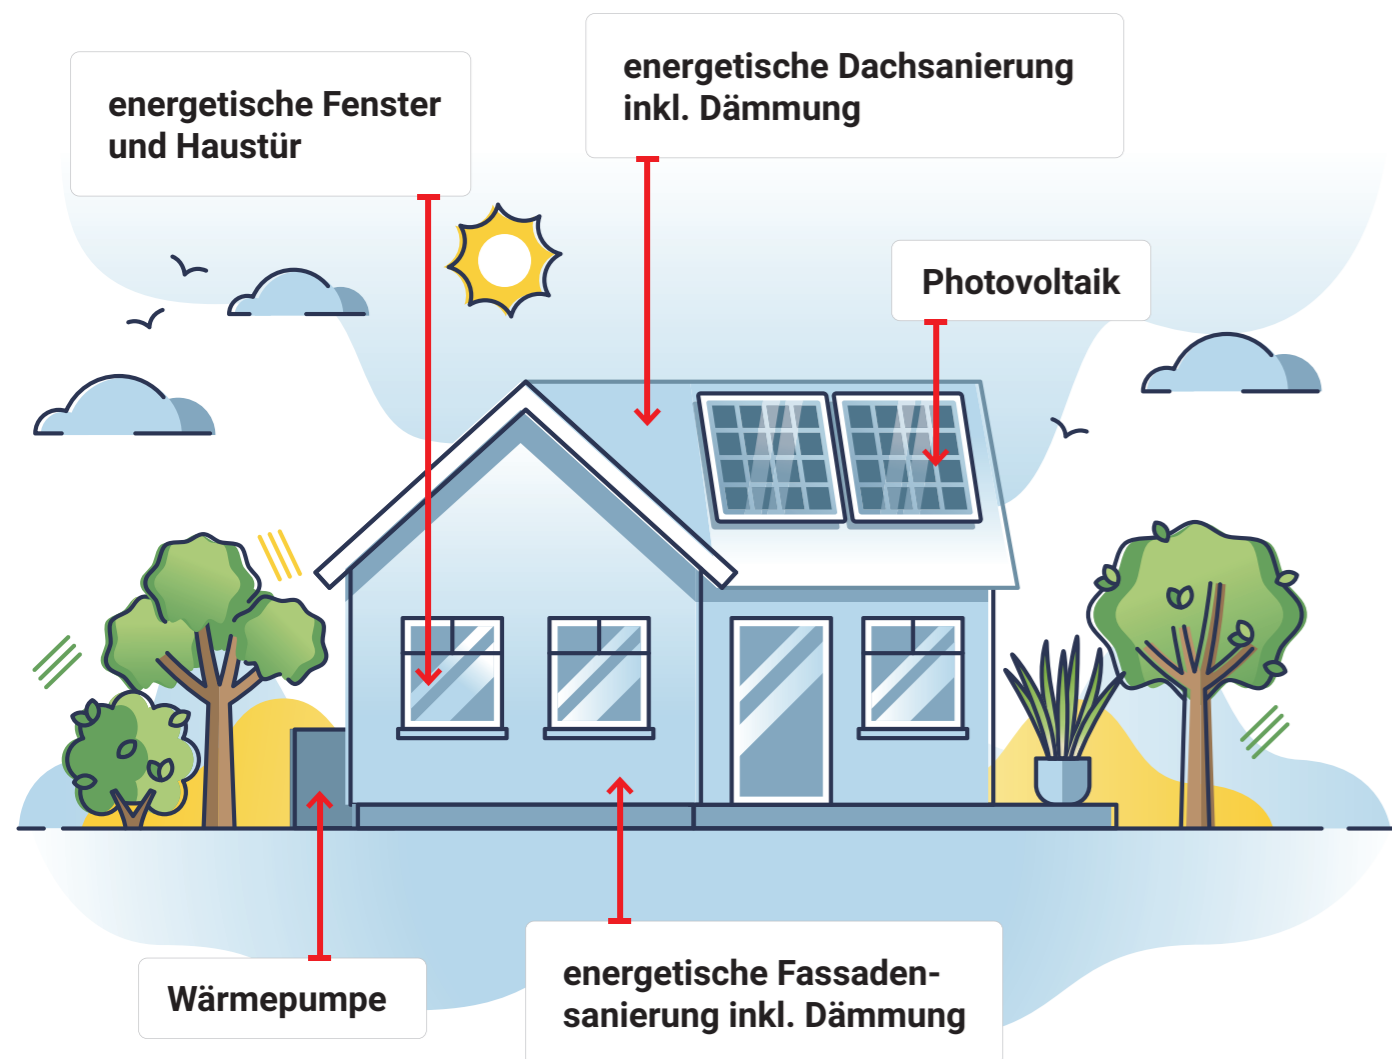 energetische Fenster
und Haustür
energetische Dachsanierung
inkl. Dämmung
Photovoltaik
Wärmepumpe
energetische Fassaden-
sanierung inkl. Dämmung